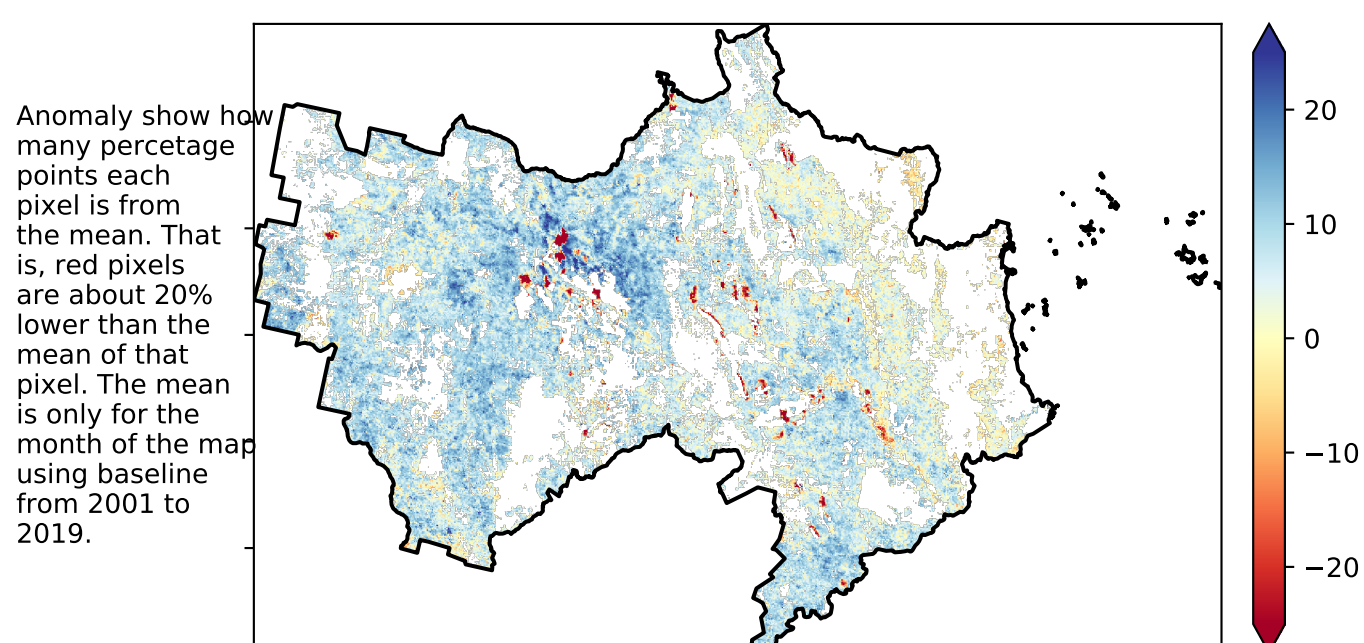 Anomaly show how
many percetage
points each
pixel is from
the mean. That
is, red pixels
are about 20%
lower than the
mean of that
pixel. The mean
is only for the
month of the map
using baseline
from 2001 to
2019.
20
10
0
−10
−20